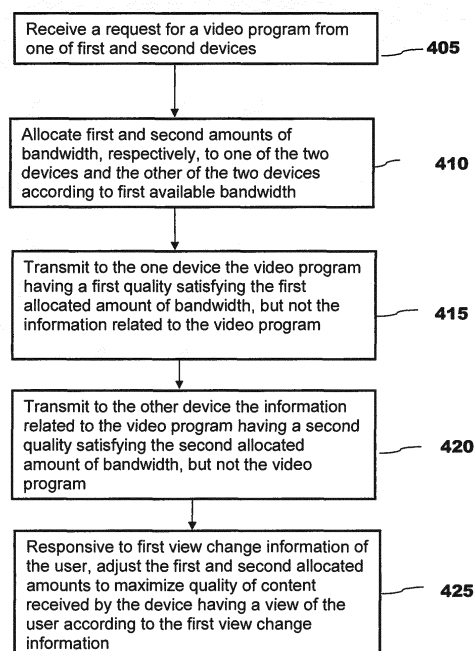 Receive a request for a video program from
one of first and second devices
405
Allocate first and second amounts of
bandwidth, respectively, to one of the two
devices and the other of the two devices
according to first available bandwidth
410
Transmit to the one device the video program
having a first quality satisfying the first
allocated amount of bandwidth, but not the
information related to the video program
415
Transmit to the other device the information
related to the video program having a second
quality satisfying the second allocated
amount of bandwidth, but not the video
program
420
Responsive to first view change information of
the user, adjust the first and second allocated
amounts to maximize quality of content
received by the device having a view of the
user according to the first view change
information
425